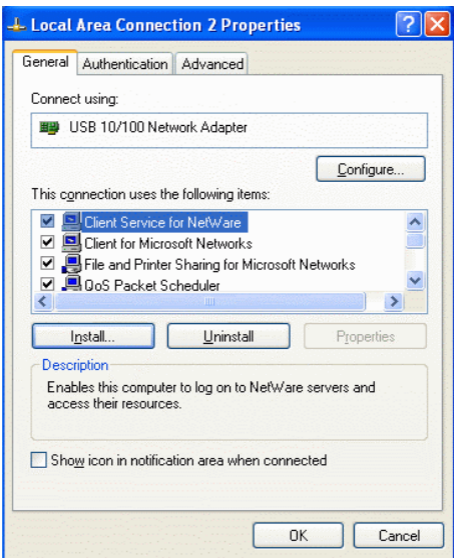 Local Area Connection 2 Properties
General Authentication Advanced
Connect using:
USB 10/100 Network Adapter
Configure...
This connection uses the following items:
Client Service for NetWare
Client for Microsoft Networks
File and Printer Sharing for Microsoft Networks
QoS Packet Scheduler
Install... Uninstall Properties
Description
Enables this computer to log on to NetWare servers and
access their resources.
Show icon in notification area when connected
OK Cancel